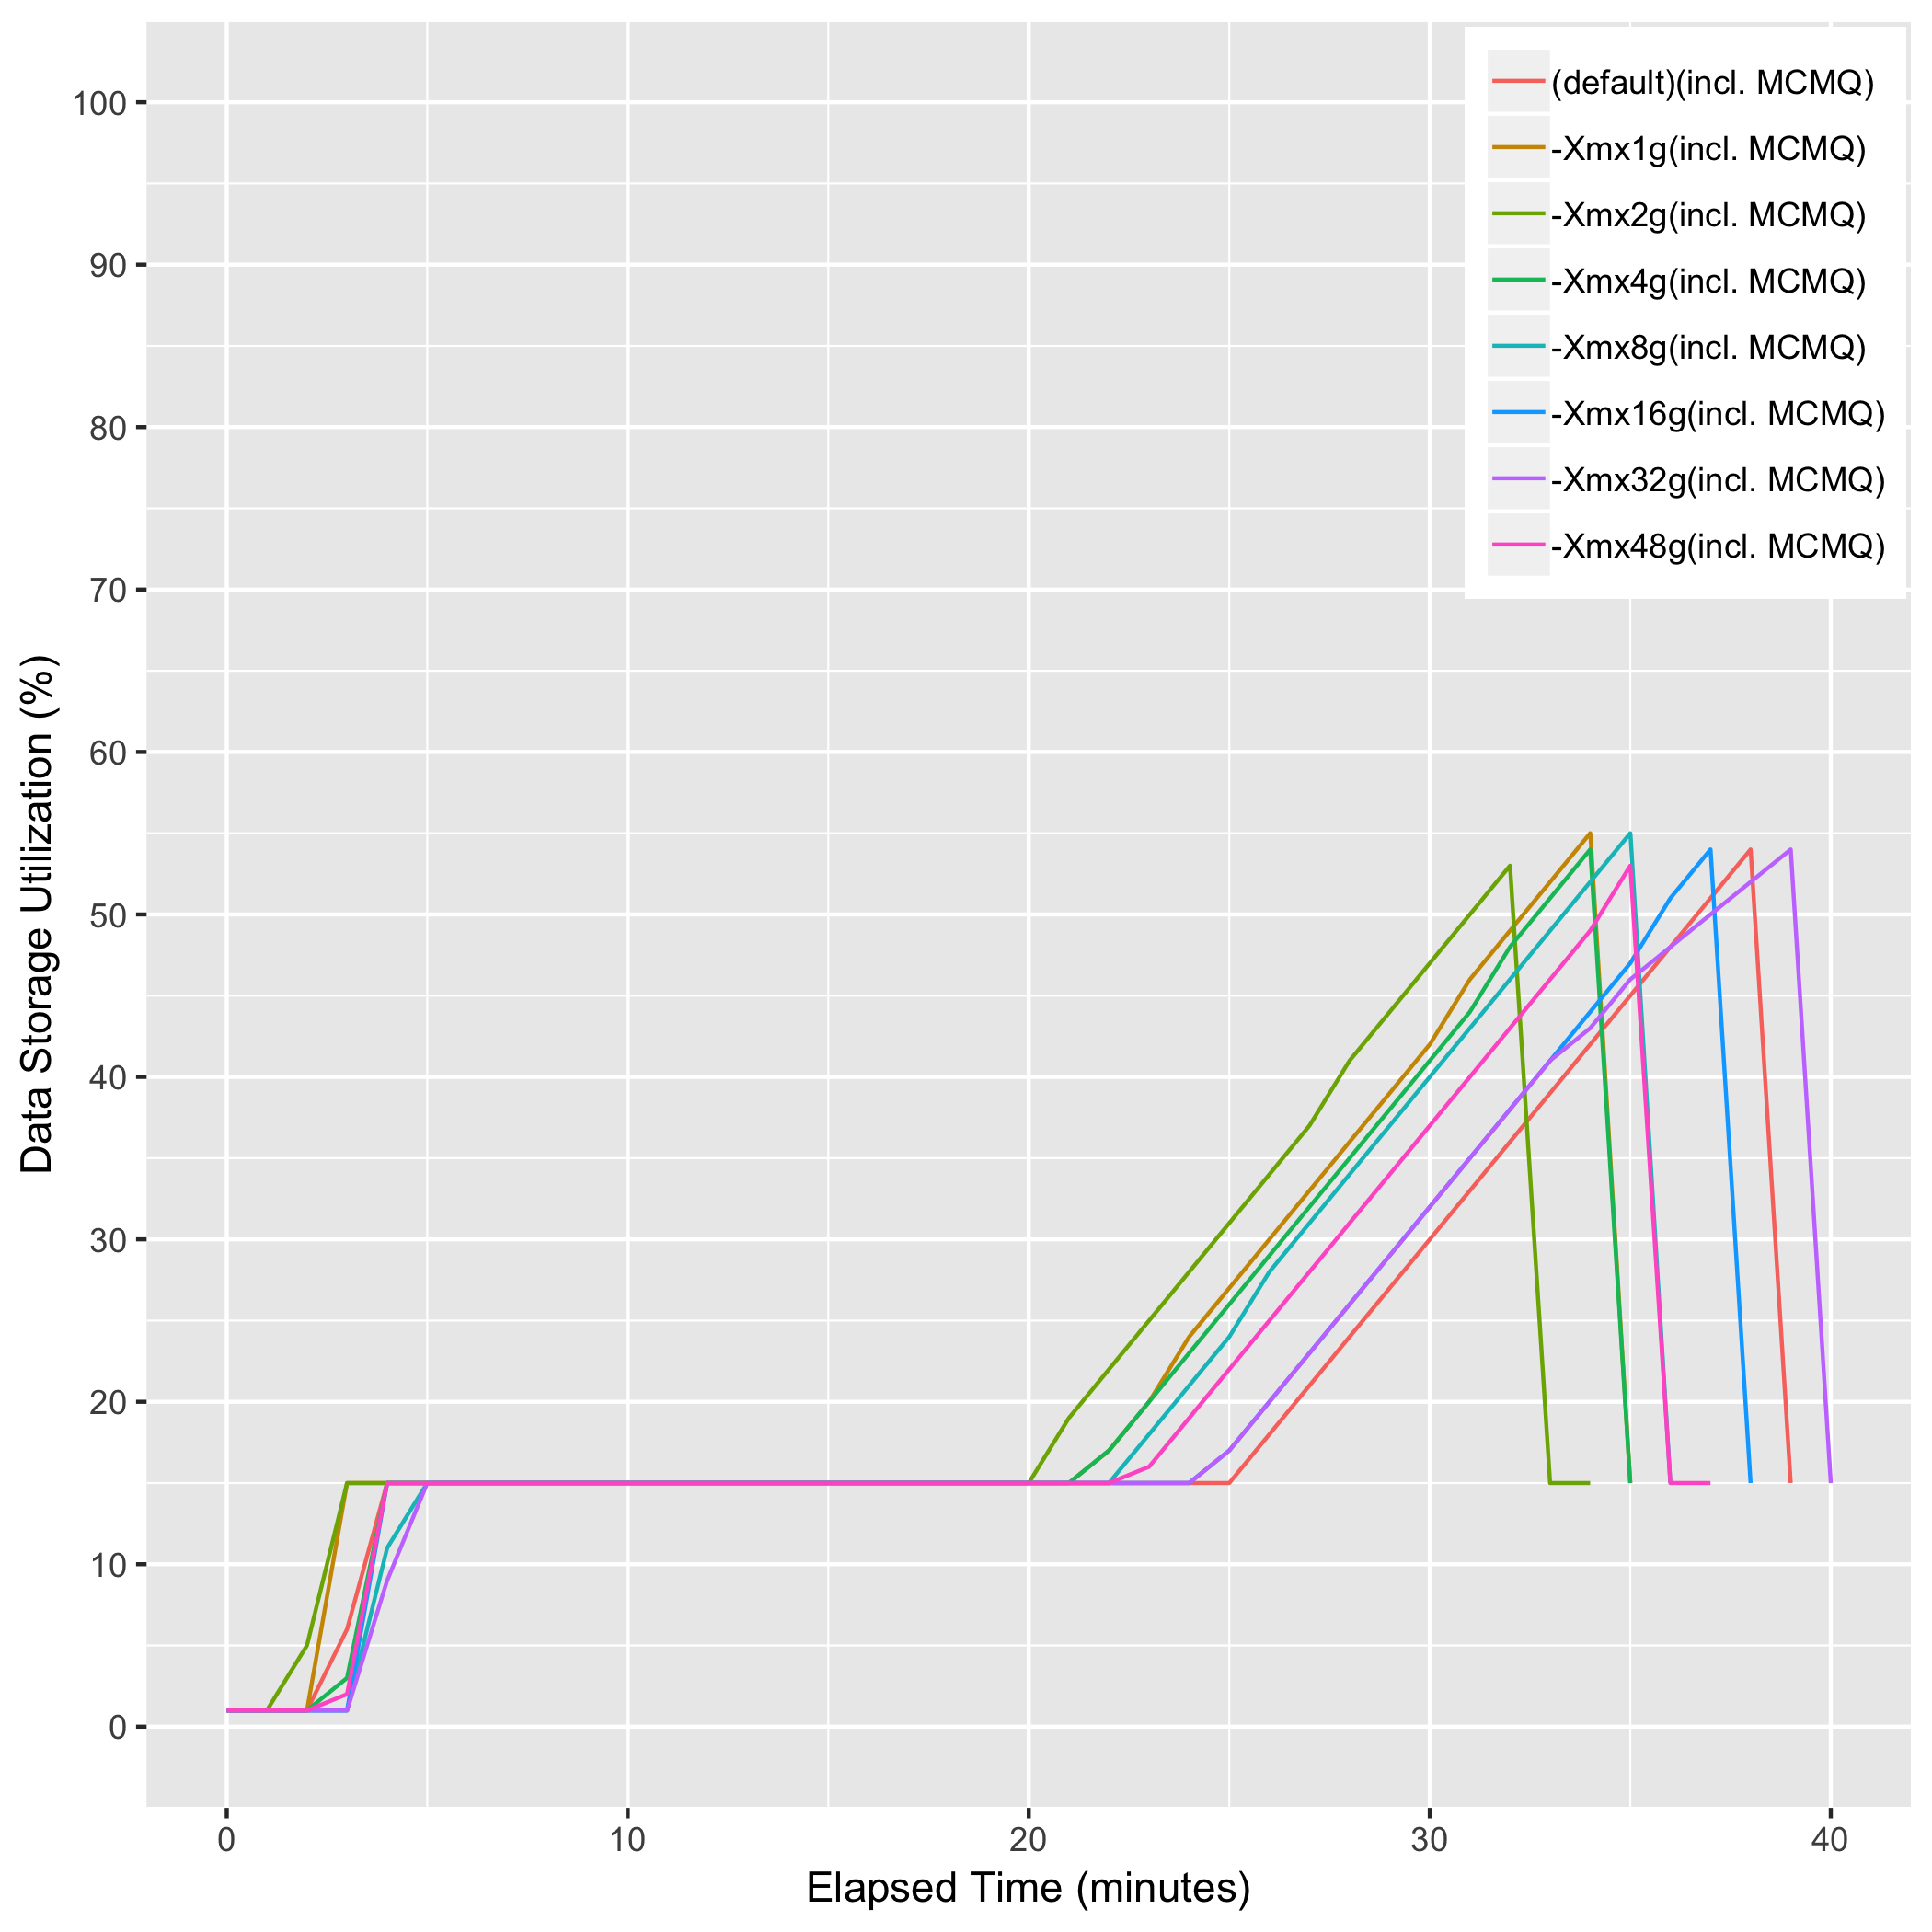 Data Storage Utilization (%)
100
90
80
70
60
50
40
30
20
10
0
(default)(incl. MCMQ)
-Xmx1g(incl. MCMQ)
-Xmx2g(incl. MCMQ)
-Xmx4g(incl. MCMQ)
-Xmx8g(incl. MCMQ)
-Xmx16g(incl. MCMQ)
-Xmx32g(incl. MCMQ)
-Xmx48g(incl. MCMQ)
0 10 20 30 40
Elapsed Time (minutes)